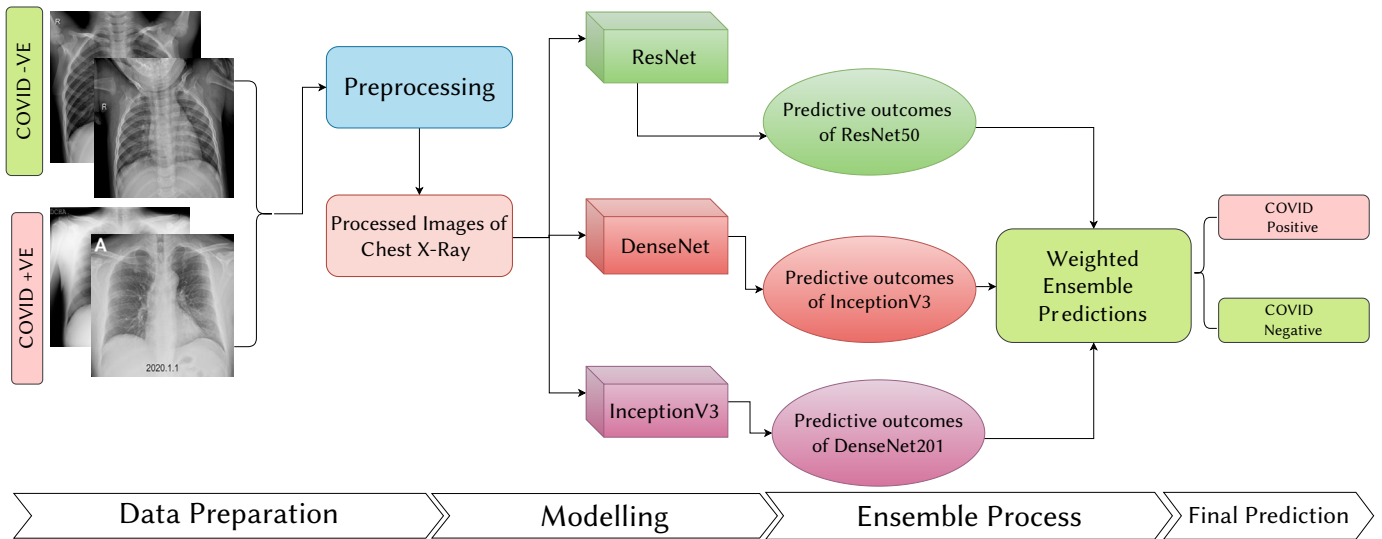 COVID -VE
R
R
COVID +VE
A
2020.1.1
Preprocessing
Processed Images of
Chest X-Ray
ResNet
DenseNet
InceptionV3
Predictive outcomes
of ResNet50
Predictive outcomes
of InceptionV3
Predictive outcomes
of DenseNet201
Weighted
Ensemble
Predictions
COVID
Positive
COVID
Negative
Data Preparation
Modelling
Ensemble Process
Final Prediction